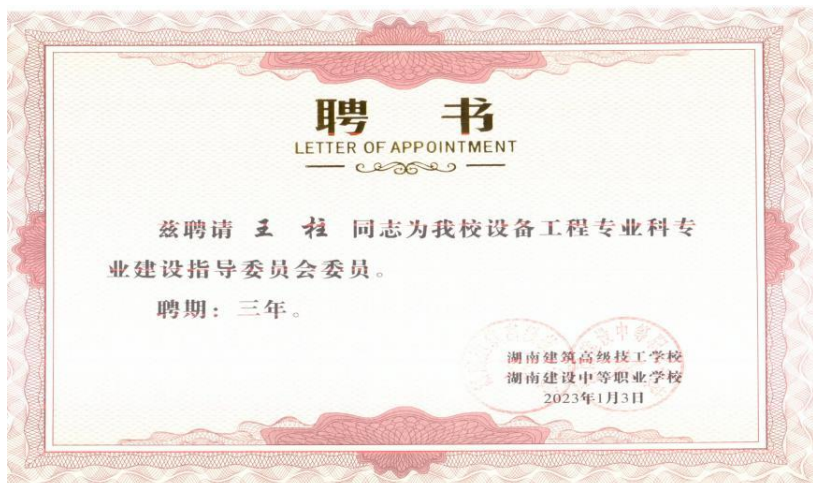 聘 书
LETTER OF APPOINTMENT
兹聘请 王 柱 同志为我校设备工程专业科专
业建设指导委员会委员。
聘期：三年。
湖南建筑高级技工学校
湖南建设中等职业学校
2023年1月3日